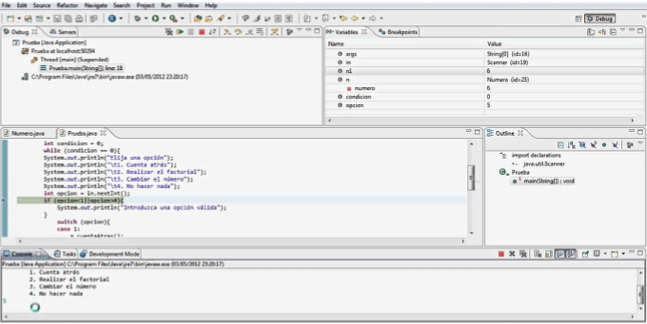 File Edit Source Refactor Navigate Search Project Run Window Help
Debug
Debug Servers
Prueba [Java Application]
Prueba at localhost:50294
Thread [main] (Suspended)
Prueba.main(String[]) line: 18
C:\Program Files\Java\jre7\bin\javaw.exe (03/05/2012 23:20:17)
Variables Breakpoints
Name Value
args String[0] (id=16)
in Scanner (id=19)
n1 6
n Numero (id=25)
numero 6
condicion 0
opcion 5
Numero.java Prueba.java
int condicion = 0;
while (condicion == 0){
System.out.println("Elija una opción");
System.out.println("\t1. Cuenta atrás");
System.out.println("\t2. Realizar el factorial");
System.out.println("\t3. Cambiar el número");
System.out.println("\t4. No hacer nada");
int opcion = in.nextInt();
if (opcion<1||opcion>4){
System.out.println("Introduzca una opción válida");
}
switch (opcion){
case 1:
n.cuentaAtras();
Outline
import declarations
java.util.Scanner
Prueba
main(String[]) : void
Console Tasks Development Mode
Prueba [Java Application] C:\Program Files\Java\jre7\bin\javaw.exe (03/05/2012 23:20:17)
1. Cuenta atrás
2. Realizar el factorial
3. Cambiar el número
4. No hacer nada
5